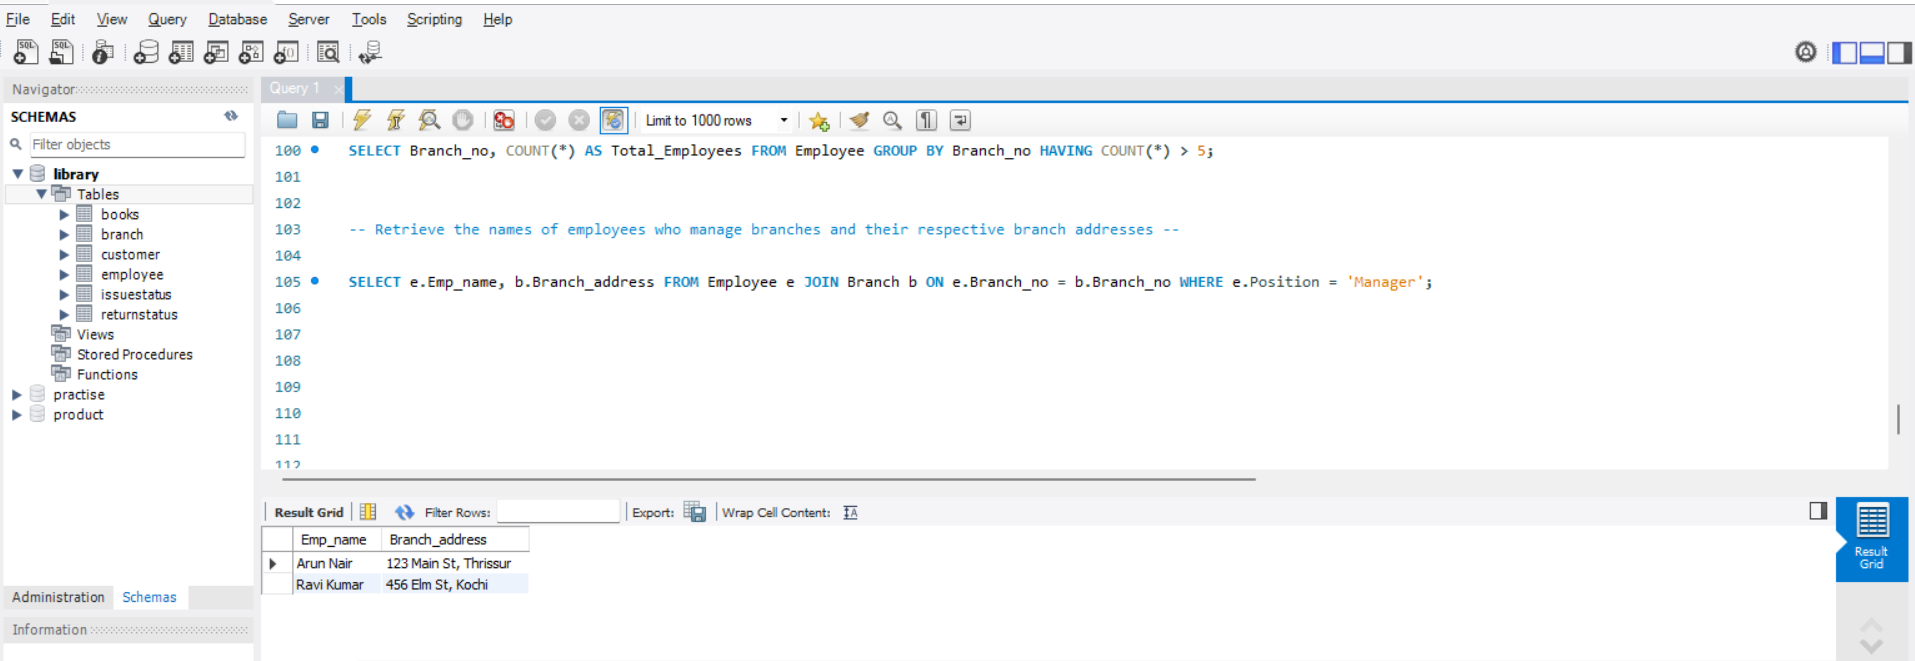 File Edit View Query Database Server Tools Scripting Help
Navigator
Query 1
SCHEMAS
Limit to 1000 rows
Filter objects
library
Tables
books
branch
customer
employee
issuestatus
returnstatus
Views
Stored Procedures
Functions
practise
product
Administration Schemas
Information
100 SELECT Branch_no, COUNT(*) AS Total_Employees FROM Employee GROUP BY Branch_no HAVING COUNT(*) > 5;
101
102
103 -- Retrieve the names of employees who manage branches and their respective branch addresses --
104
105 SELECT e.Emp_name, b.Branch_address FROM Employee e JOIN Branch b ON e.Branch_no = b.Branch_no WHERE e.Position = 'Manager';
106
107
108
109
110
111
112
Result Grid Filter Rows: Export: Wrap Cell Content:
Emp_name Branch_address
Arun Nair 123 Main St, Thrissur
Ravi Kumar 456 Elm St, Kochi
Result
Grid